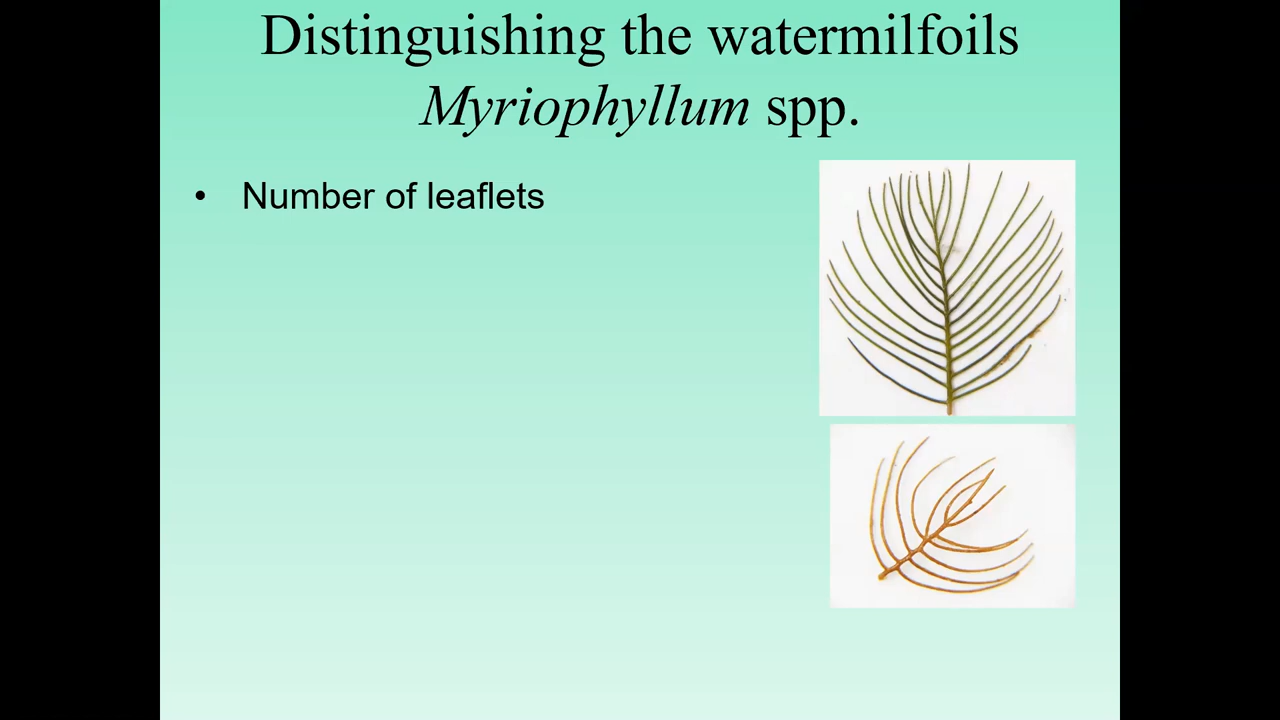 Distinguishing the watermilfoils
Myriophyllum spp.
• Number of leaflets